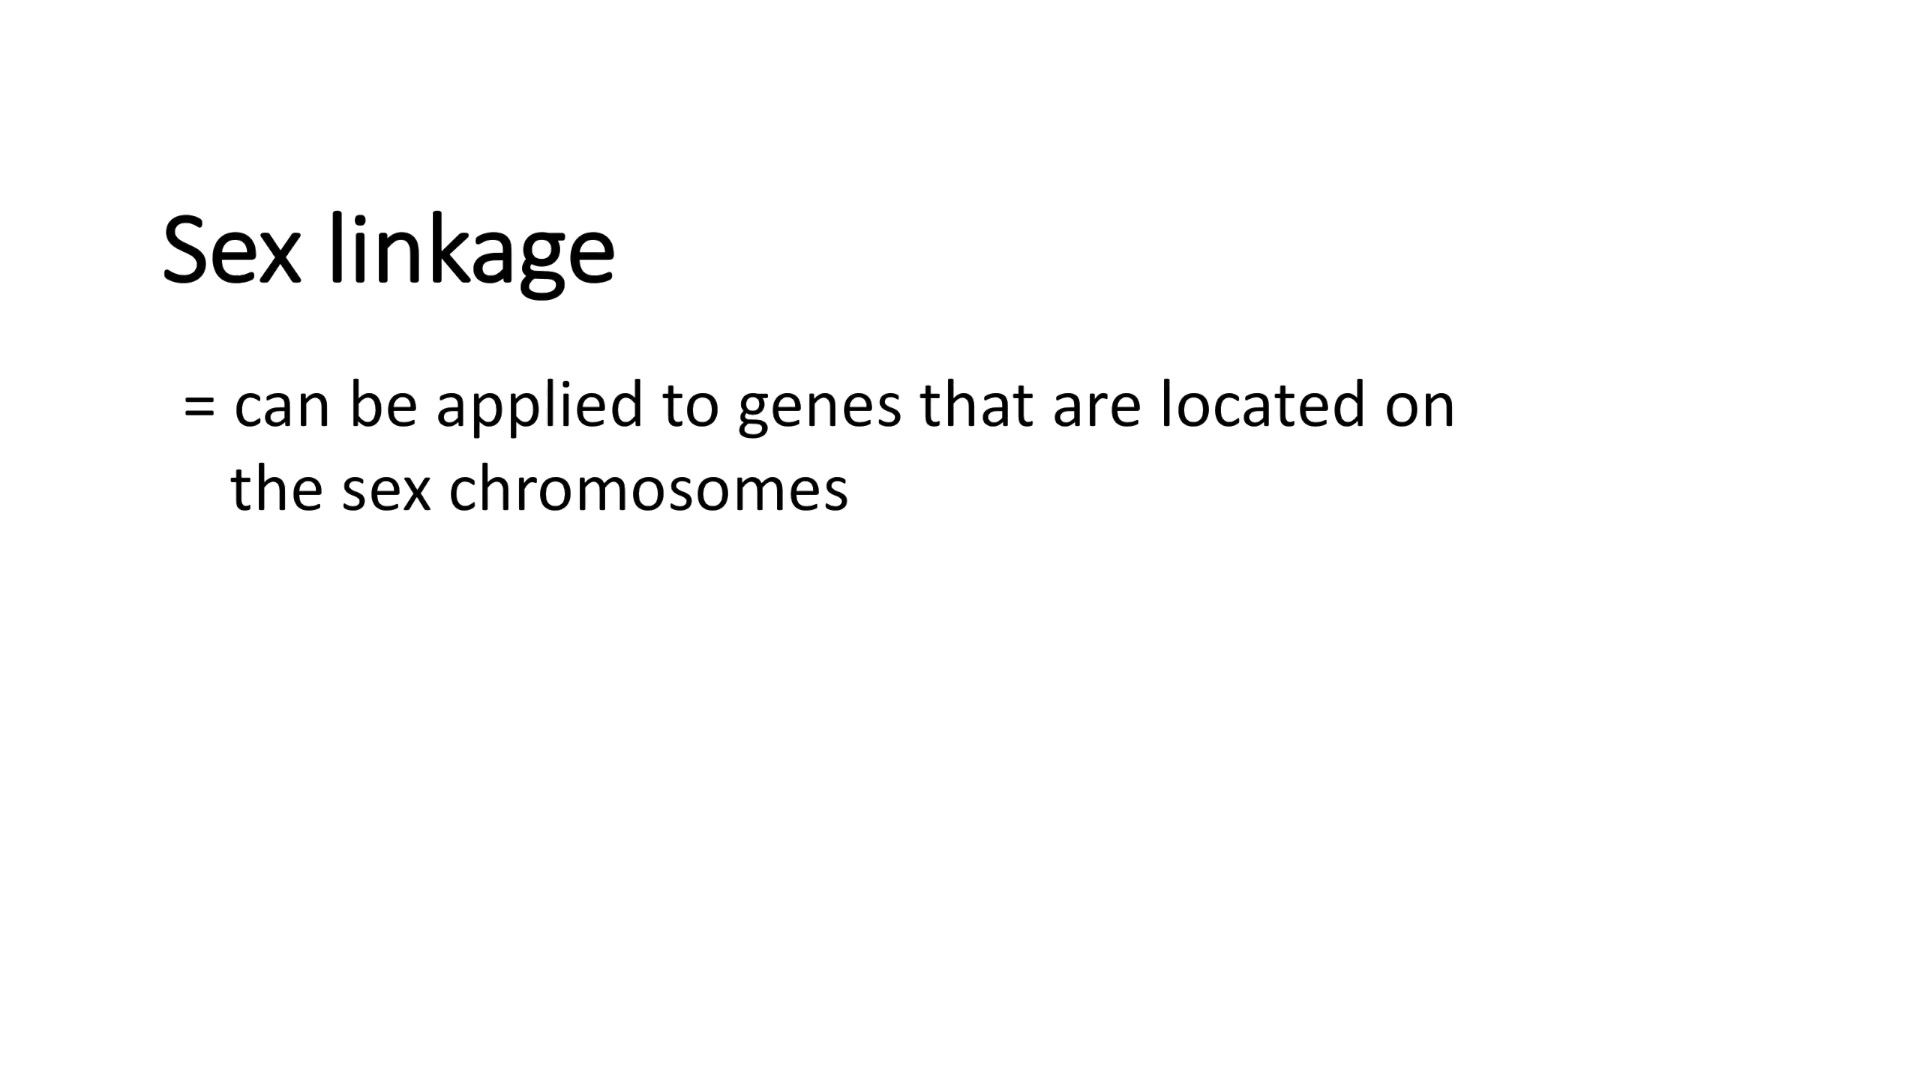 Sex linkage
= can be applied to genes that are located on
the sex chromosomes